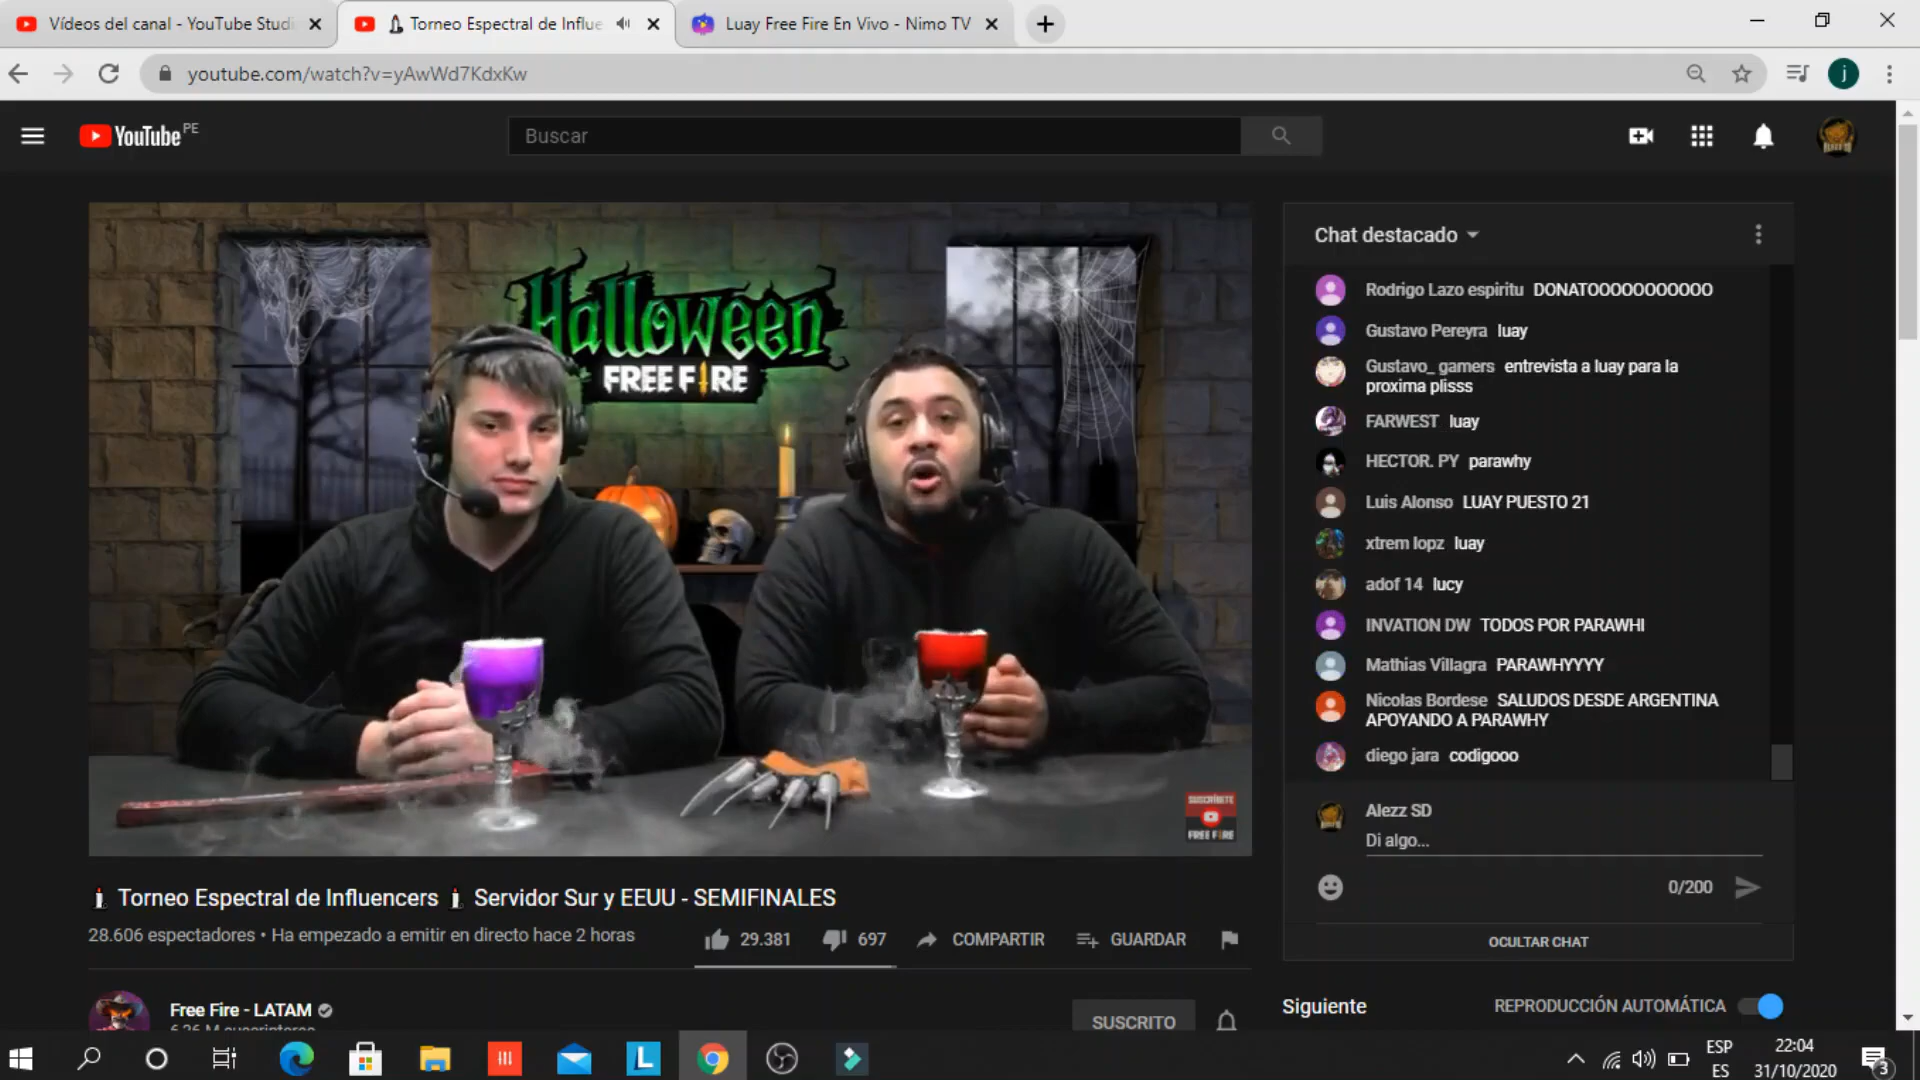 Vídeos del canal - YouTube Studi
Torneo Espectral de Influe
Luay Free Fire En Vivo - Nimo TV
youtube.com/watch?v=yAwWd7KdxKw
j
YouTube PE
Buscar
Halloween
FREE FIRE
SUSCRÍBETE
FREE FIRE
Chat destacado
Rodrigo Lazo espiritu DONATOOOOOOOOOOO
Gustavo Pereyra luay
Gustavo_ gamers entrevista a luay para la
proxima plisss
FARWEST luay
HECTOR. PY parawhy
Luis Alonso LUAY PUESTO 21
xtrem lopz luay
adof 14 lucy
INVATION DW TODOS POR PARAWHI
Mathias Villagra PARAWHYYYY
Nicolas Bordese SALUDOS DESDE ARGENTINA
APOYANDO A PARAWHY
diego jara codigooo
Alezz SD
Di algo...
0/200
OCULTAR CHAT
Torneo Espectral de Influencers Servidor Sur y EEUU - SEMIFINALES
28.606 espectadores • Ha empezado a emitir en directo hace 2 horas
29.381
697
COMPARTIR
GUARDAR
Free Fire - LATAM
SUSCRITO
Siguiente
REPRODUCCIÓN AUTOMÁTICA
L
ESP
ES
22:04
31/10/2020
3